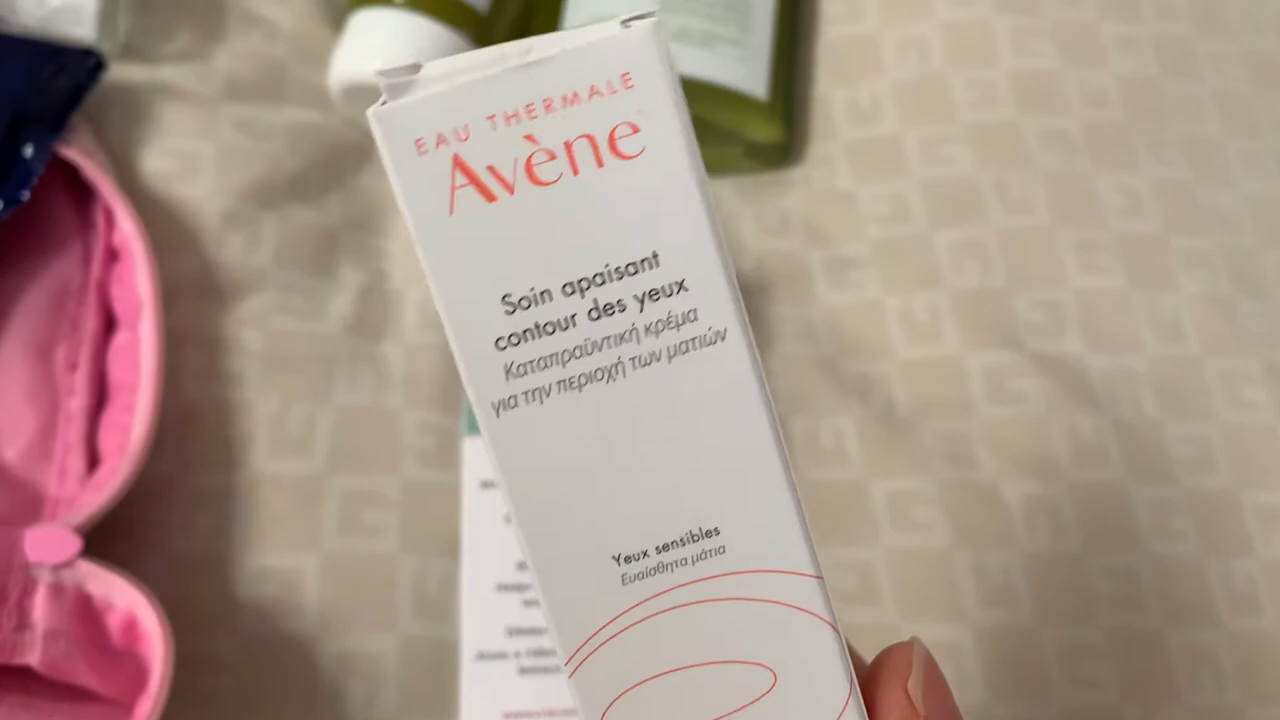 EAU THERMALE
Avène
Soin apaisant
contour des yeux
Καταπραϋντική κρέμα
για την περιοχή των ματιών
Yeux sensibles
Ευαίσθητα μάτια